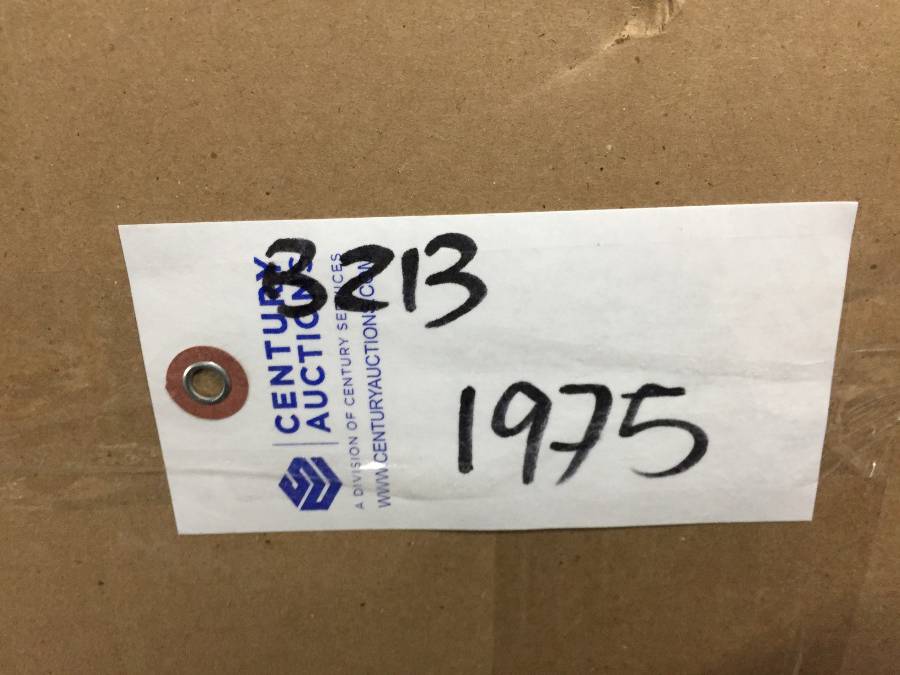 3213
1975
CENTURY
AUCTIONS
A DIVISION OF CENTURY SERVICES
WWW.CENTURYAUCTIONS.COM